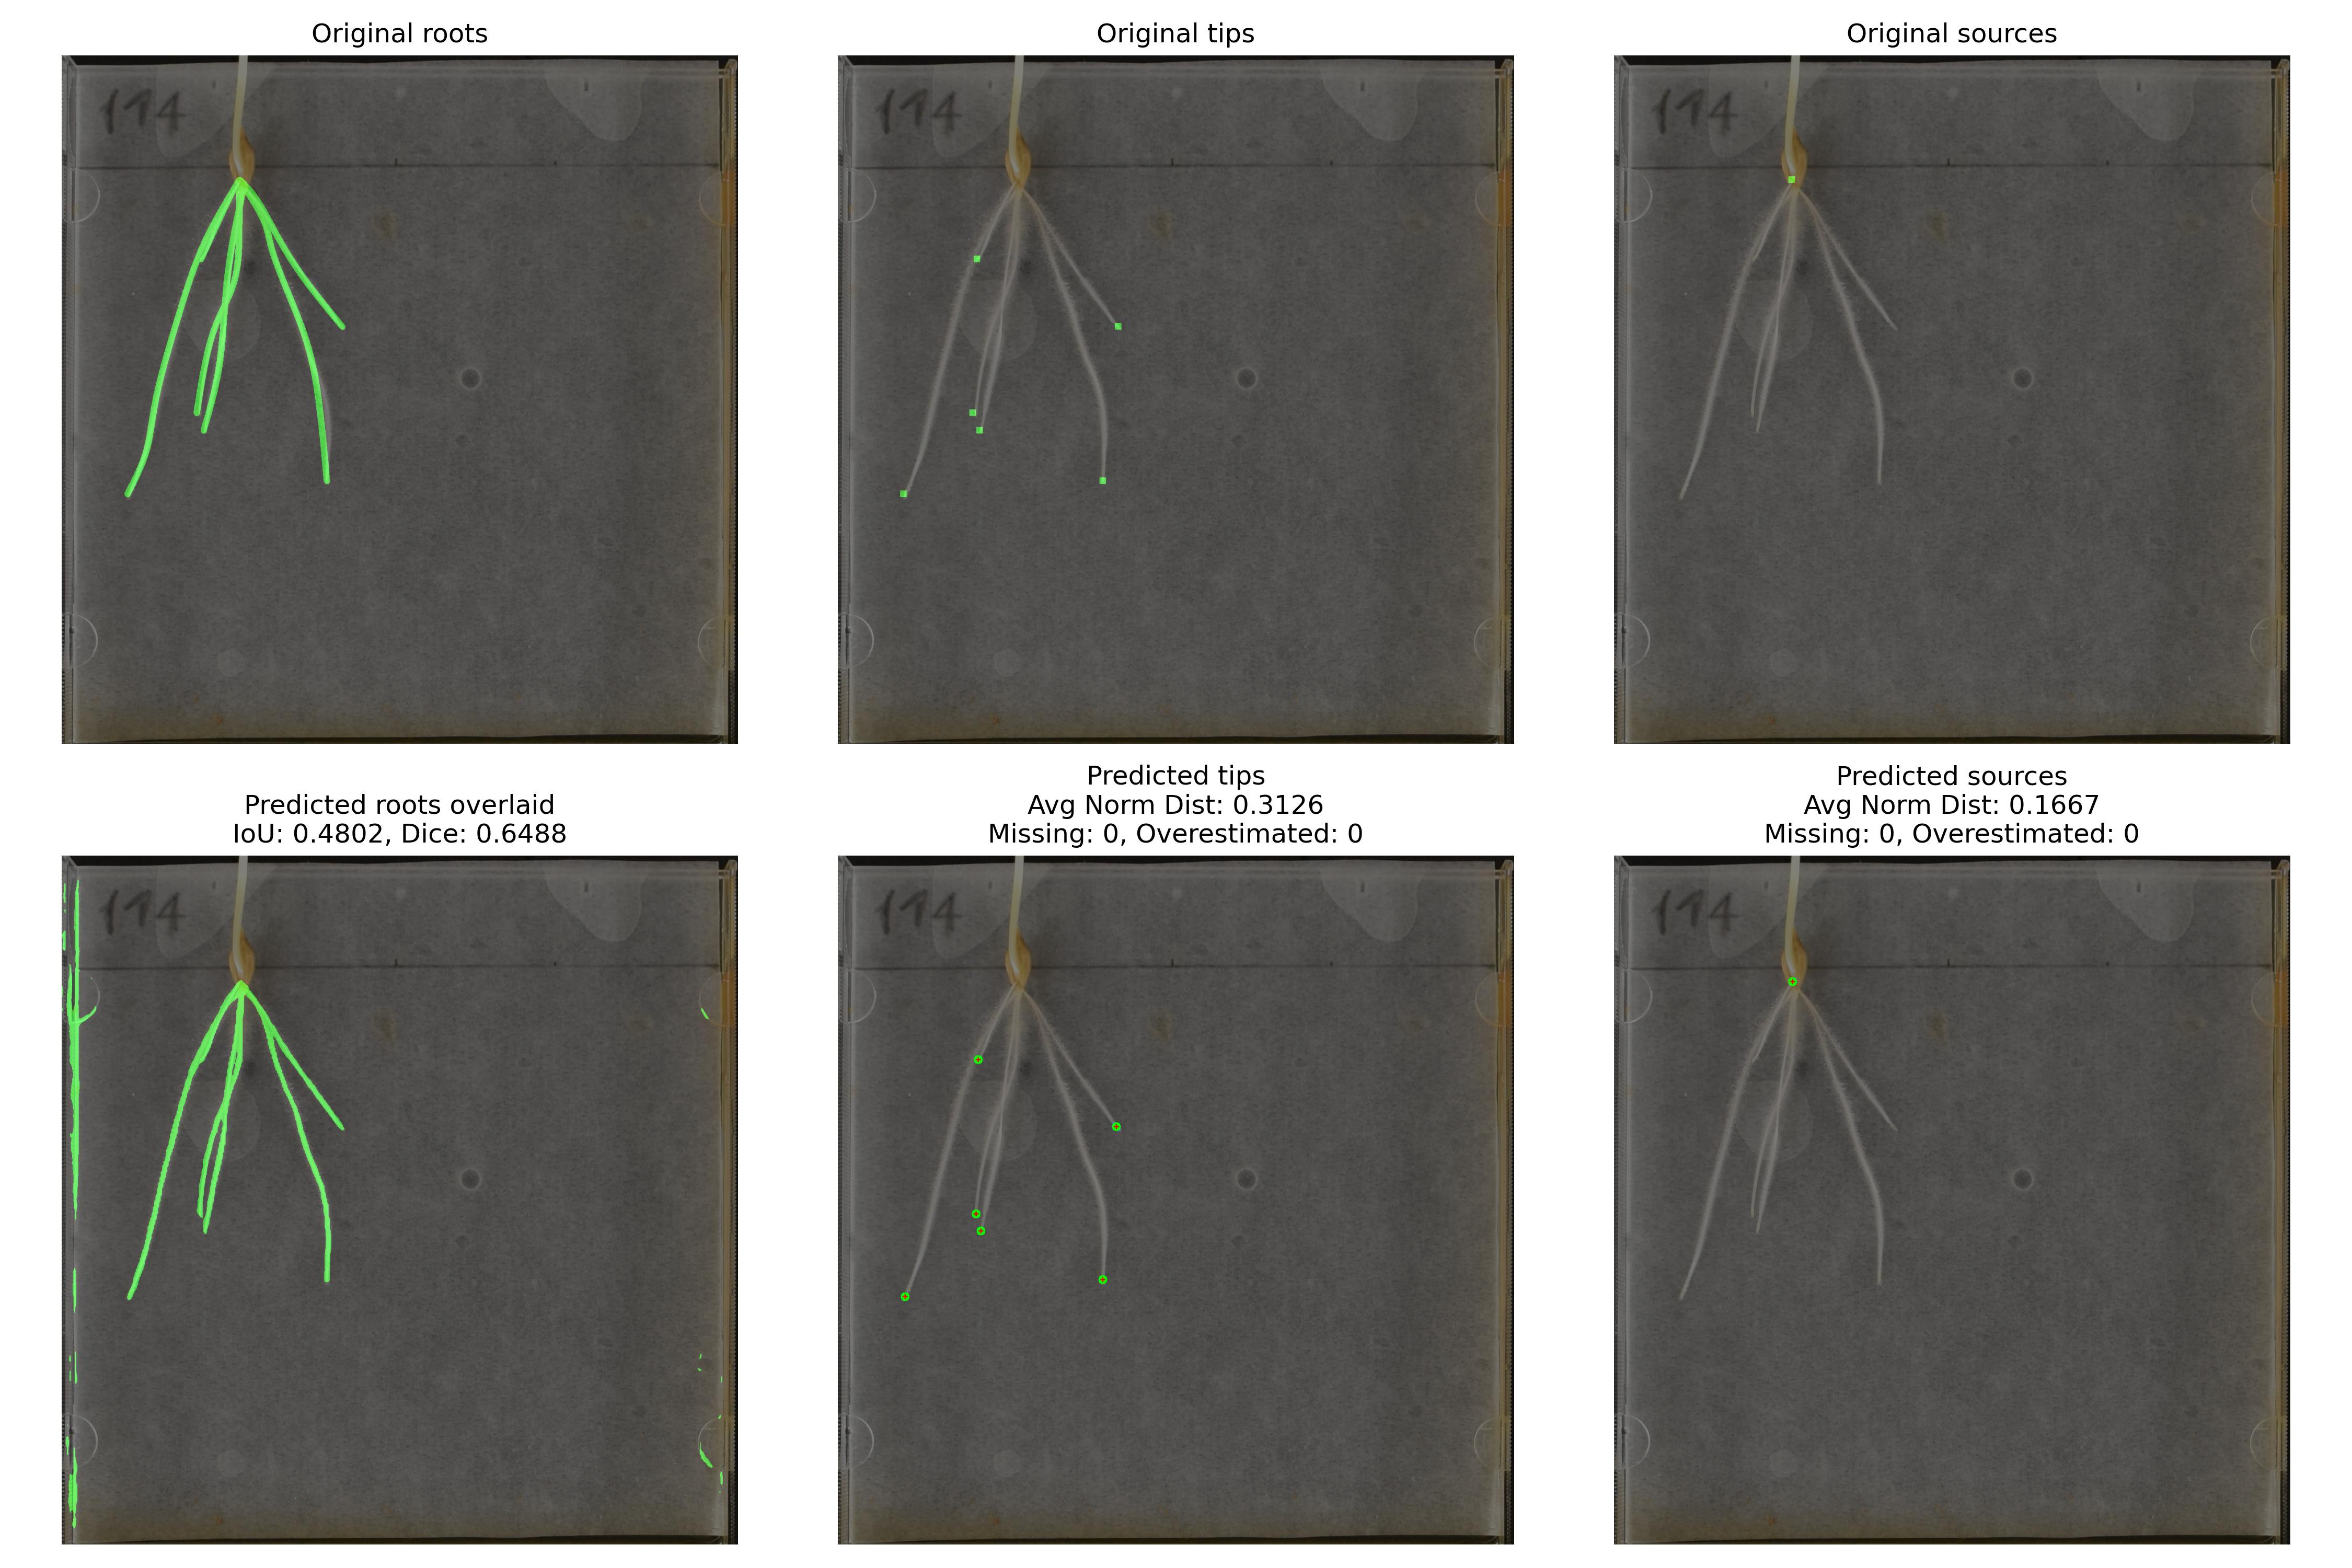 Original roots
Original tips
Original sources
114
114
114
Predicted roots overlaid
IoU: 0.4802, Dice: 0.6488
Predicted tips
Avg Norm Dist: 0.3126
Missing: 0, Overestimated: 0
Predicted sources
Avg Norm Dist: 0.1667
Missing: 0, Overestimated: 0
114
114
114